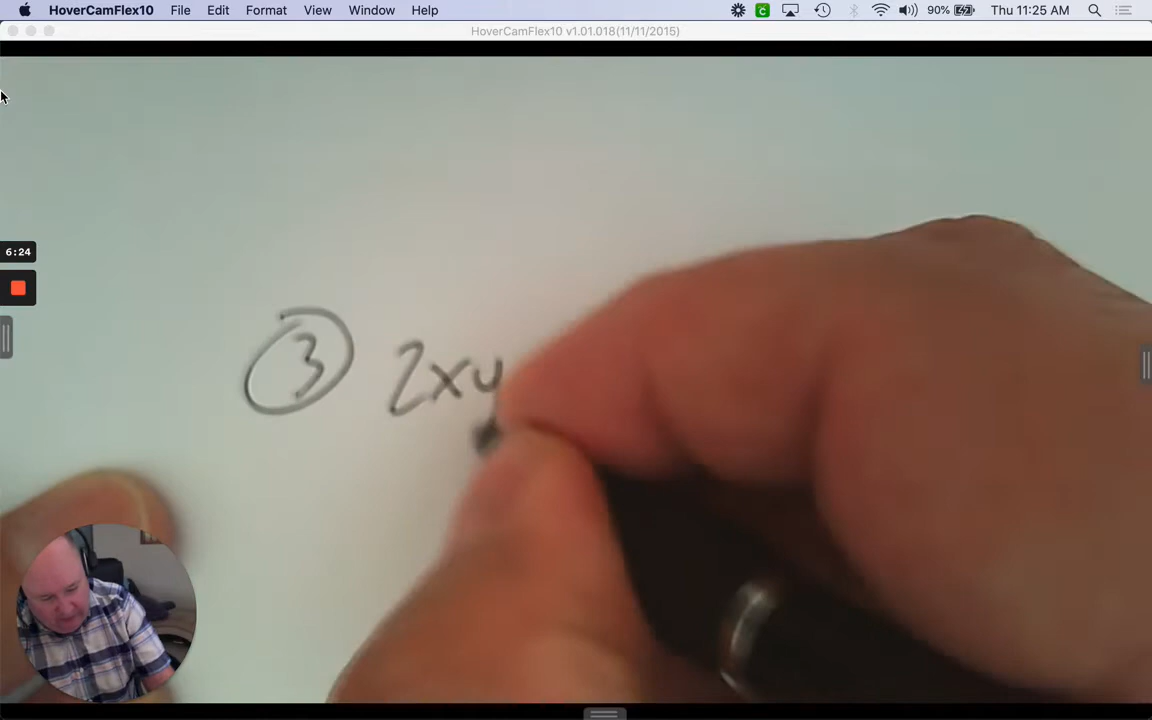 HoverCamFlex10 File Edit Format View Window Help 90% Thu 11:25 AM
HoverCamFlex10 v1.01.018(11/11/2015)
6:24
3 2xy